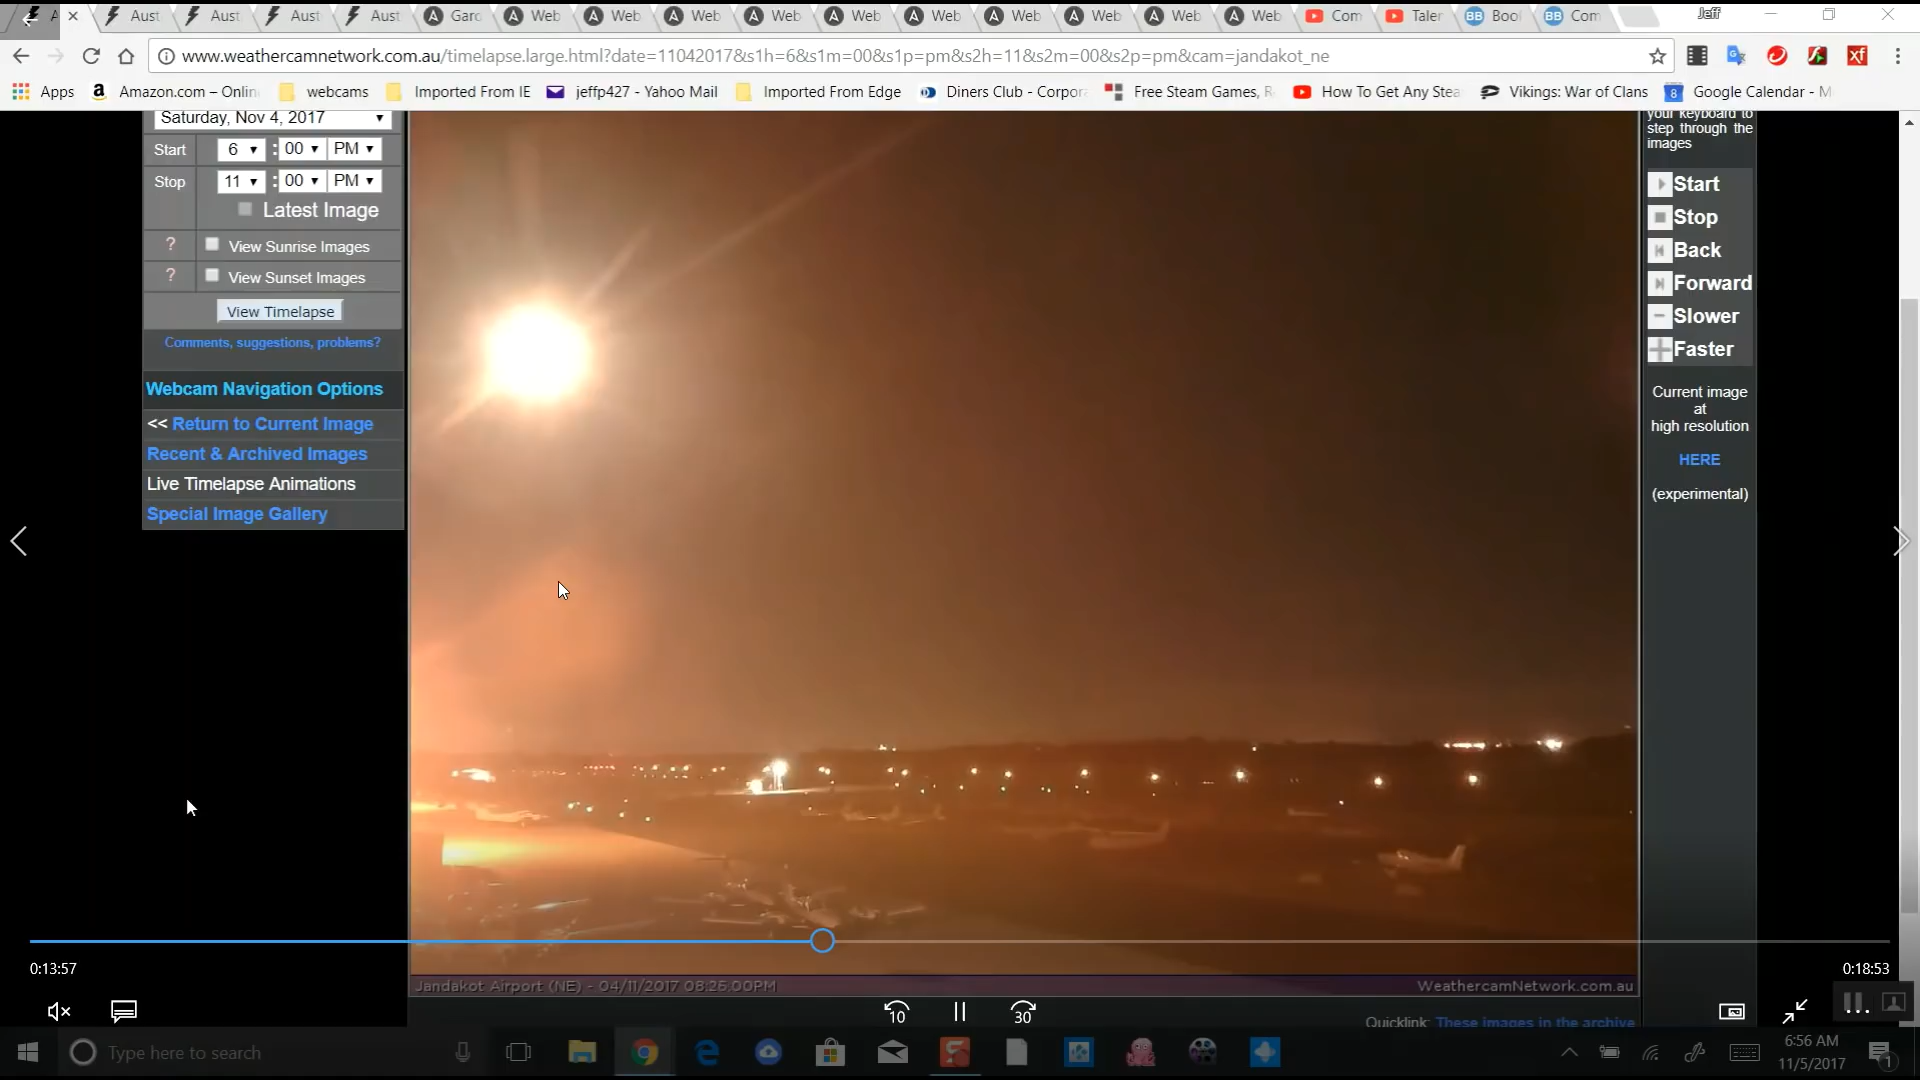 A
Aust
Aust
Aust
Aust
Garc
Web
Web
Web
Web
Web
Web
Web
Web
Web
Web
Com
Taler
BB Bool
BB Com
Jeff
www.weathercamnetwork.com.au/timelapse.large.html?date=11042017&s1h=6&s1m=00&s1p=pm&s2h=11&s2m=00&s2p=pm&cam=jandakot_ne
Apps
Amazon.com – Onlin
webcams
Imported From IE
jeffp427 - Yahoo Mail
Imported From Edge
Diners Club - Corpora
Free Steam Games, R
How To Get Any Stea
Vikings: War of Clans
8 Google Calendar - M
Saturday, Nov 4, 2017
Start 6 : 00 PM
Stop 11 : 00 PM
Latest Image
? View Sunrise Images
? View Sunset Images
View Timelapse
Comments, suggestions, problems?
Webcam Navigation Options
<< Return to Current Image
Recent & Archived Images
Live Timelapse Animations
Special Image Gallery
your keyboard to
step through the
images
Start
Stop
Back
Forward
Slower
Faster
Current image
at
high resolution
HERE
(experimental)
0:13:57
0:18:53
Jandakot Airport (NE) - 04/11/2017 08:25.00PM
WeathercamNetwork.com.au
10
30
Quicklink: These images in the archive
Type here to search
6:56 AM
11/5/2017
1